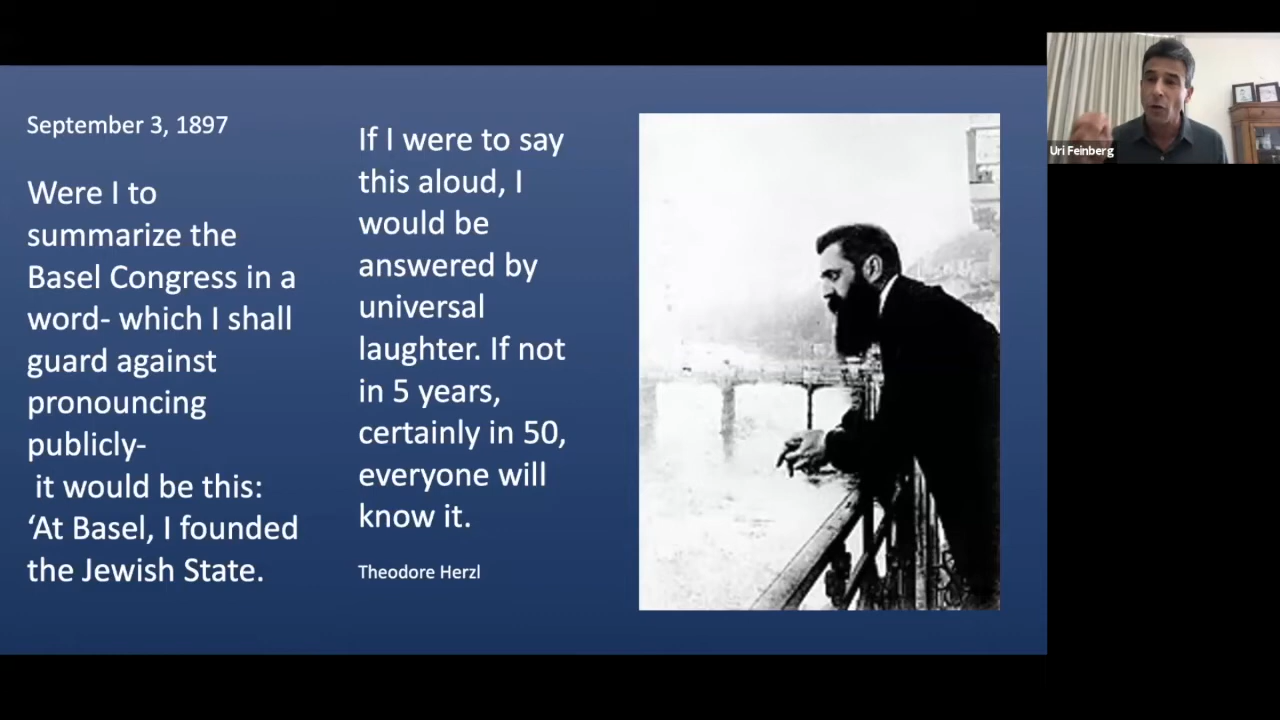 September 3, 1897
Were I to
summarize the
Basel Congress in a
word- which I shall
guard against
pronouncing
publicly-
it would be this:
‘At Basel, I founded
the Jewish State.
If I were to say
this aloud, I
would be
answered by
universal
laughter. If not
in 5 years,
certainly in 50,
everyone will
know it.
Theodore Herzl
Uri Feinberg